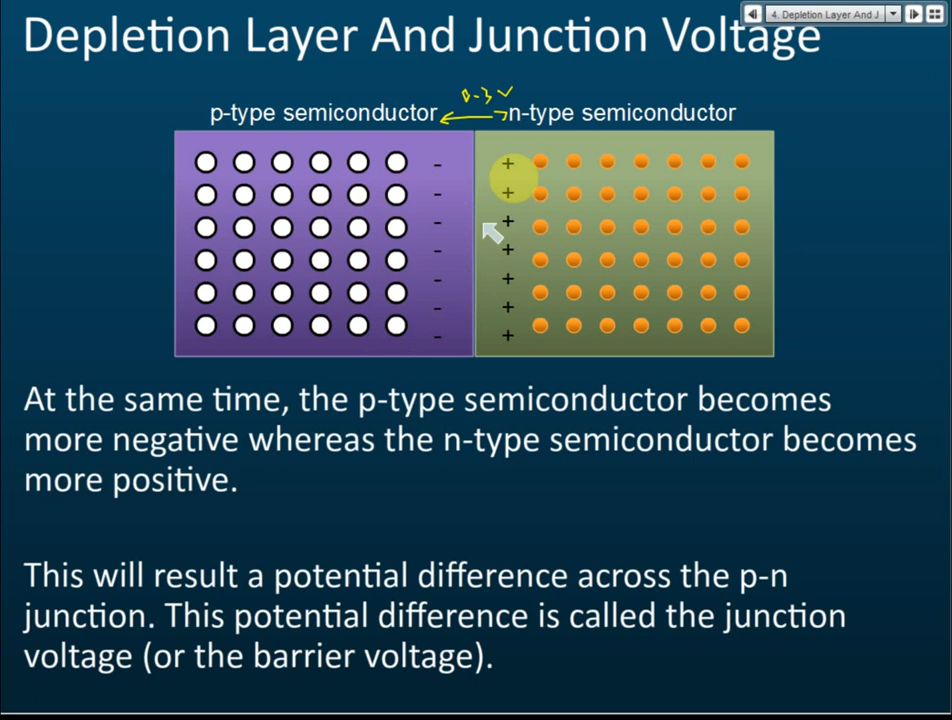 Depletion Layer And Junction Voltage
4. Depletion Layer And J
p-type semiconductor
n-type semiconductor
- +
- +
- +
- +
- +
- +
- +
At the same time, the p-type semiconductor becomes
more negative whereas the n-type semiconductor becomes
more positive.
This will result a potential difference across the p-n
junction. This potential difference is called the junction
voltage (or the barrier voltage).